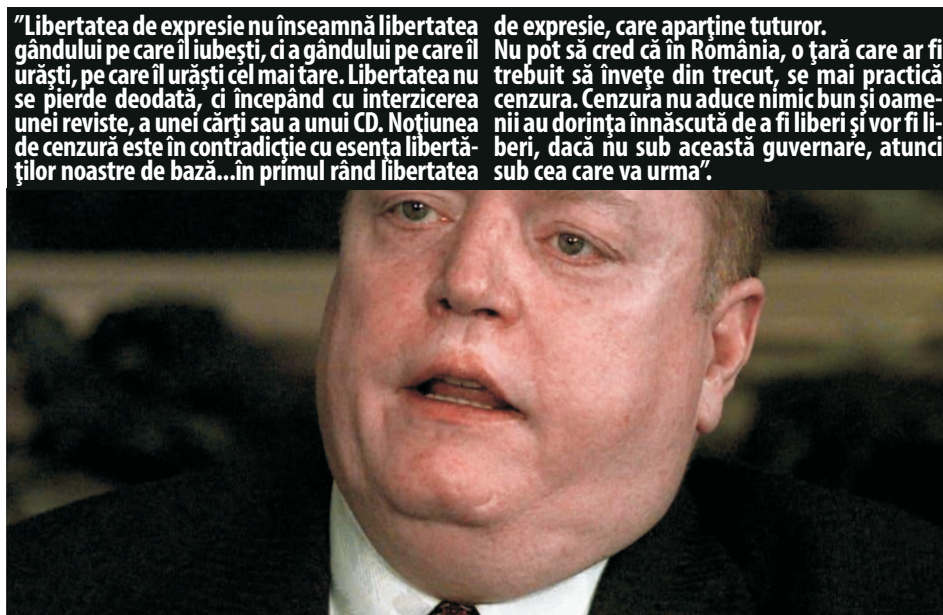 "Libertatea de expresie nu înseamnă libertatea
gândului pe care îl iubeşti, ci a gândului pe care îl
urăşti, pe care îl urăşti cel mai tare. Libertatea nu
se pierde deodată, ci începând cu interzicerea
unei reviste, a unei cărţi sau a unui CD. Noţiunea
de cenzură este în contradicţie cu esenţa libertă-
ţilor noastre de bază...în primul rând libertatea
de expresie, care aparţine tuturor.
Nu pot să cred că în România, o ţară care ar fi
trebuit să înveţe din trecut, se mai practică
cenzura. Cenzura nu aduce nimic bun şi oame-
nii au dorinţa înnăscută de a fi liberi şi vor fi li-
beri, dacă nu sub această guvernare, atunci
sub cea care va urma".